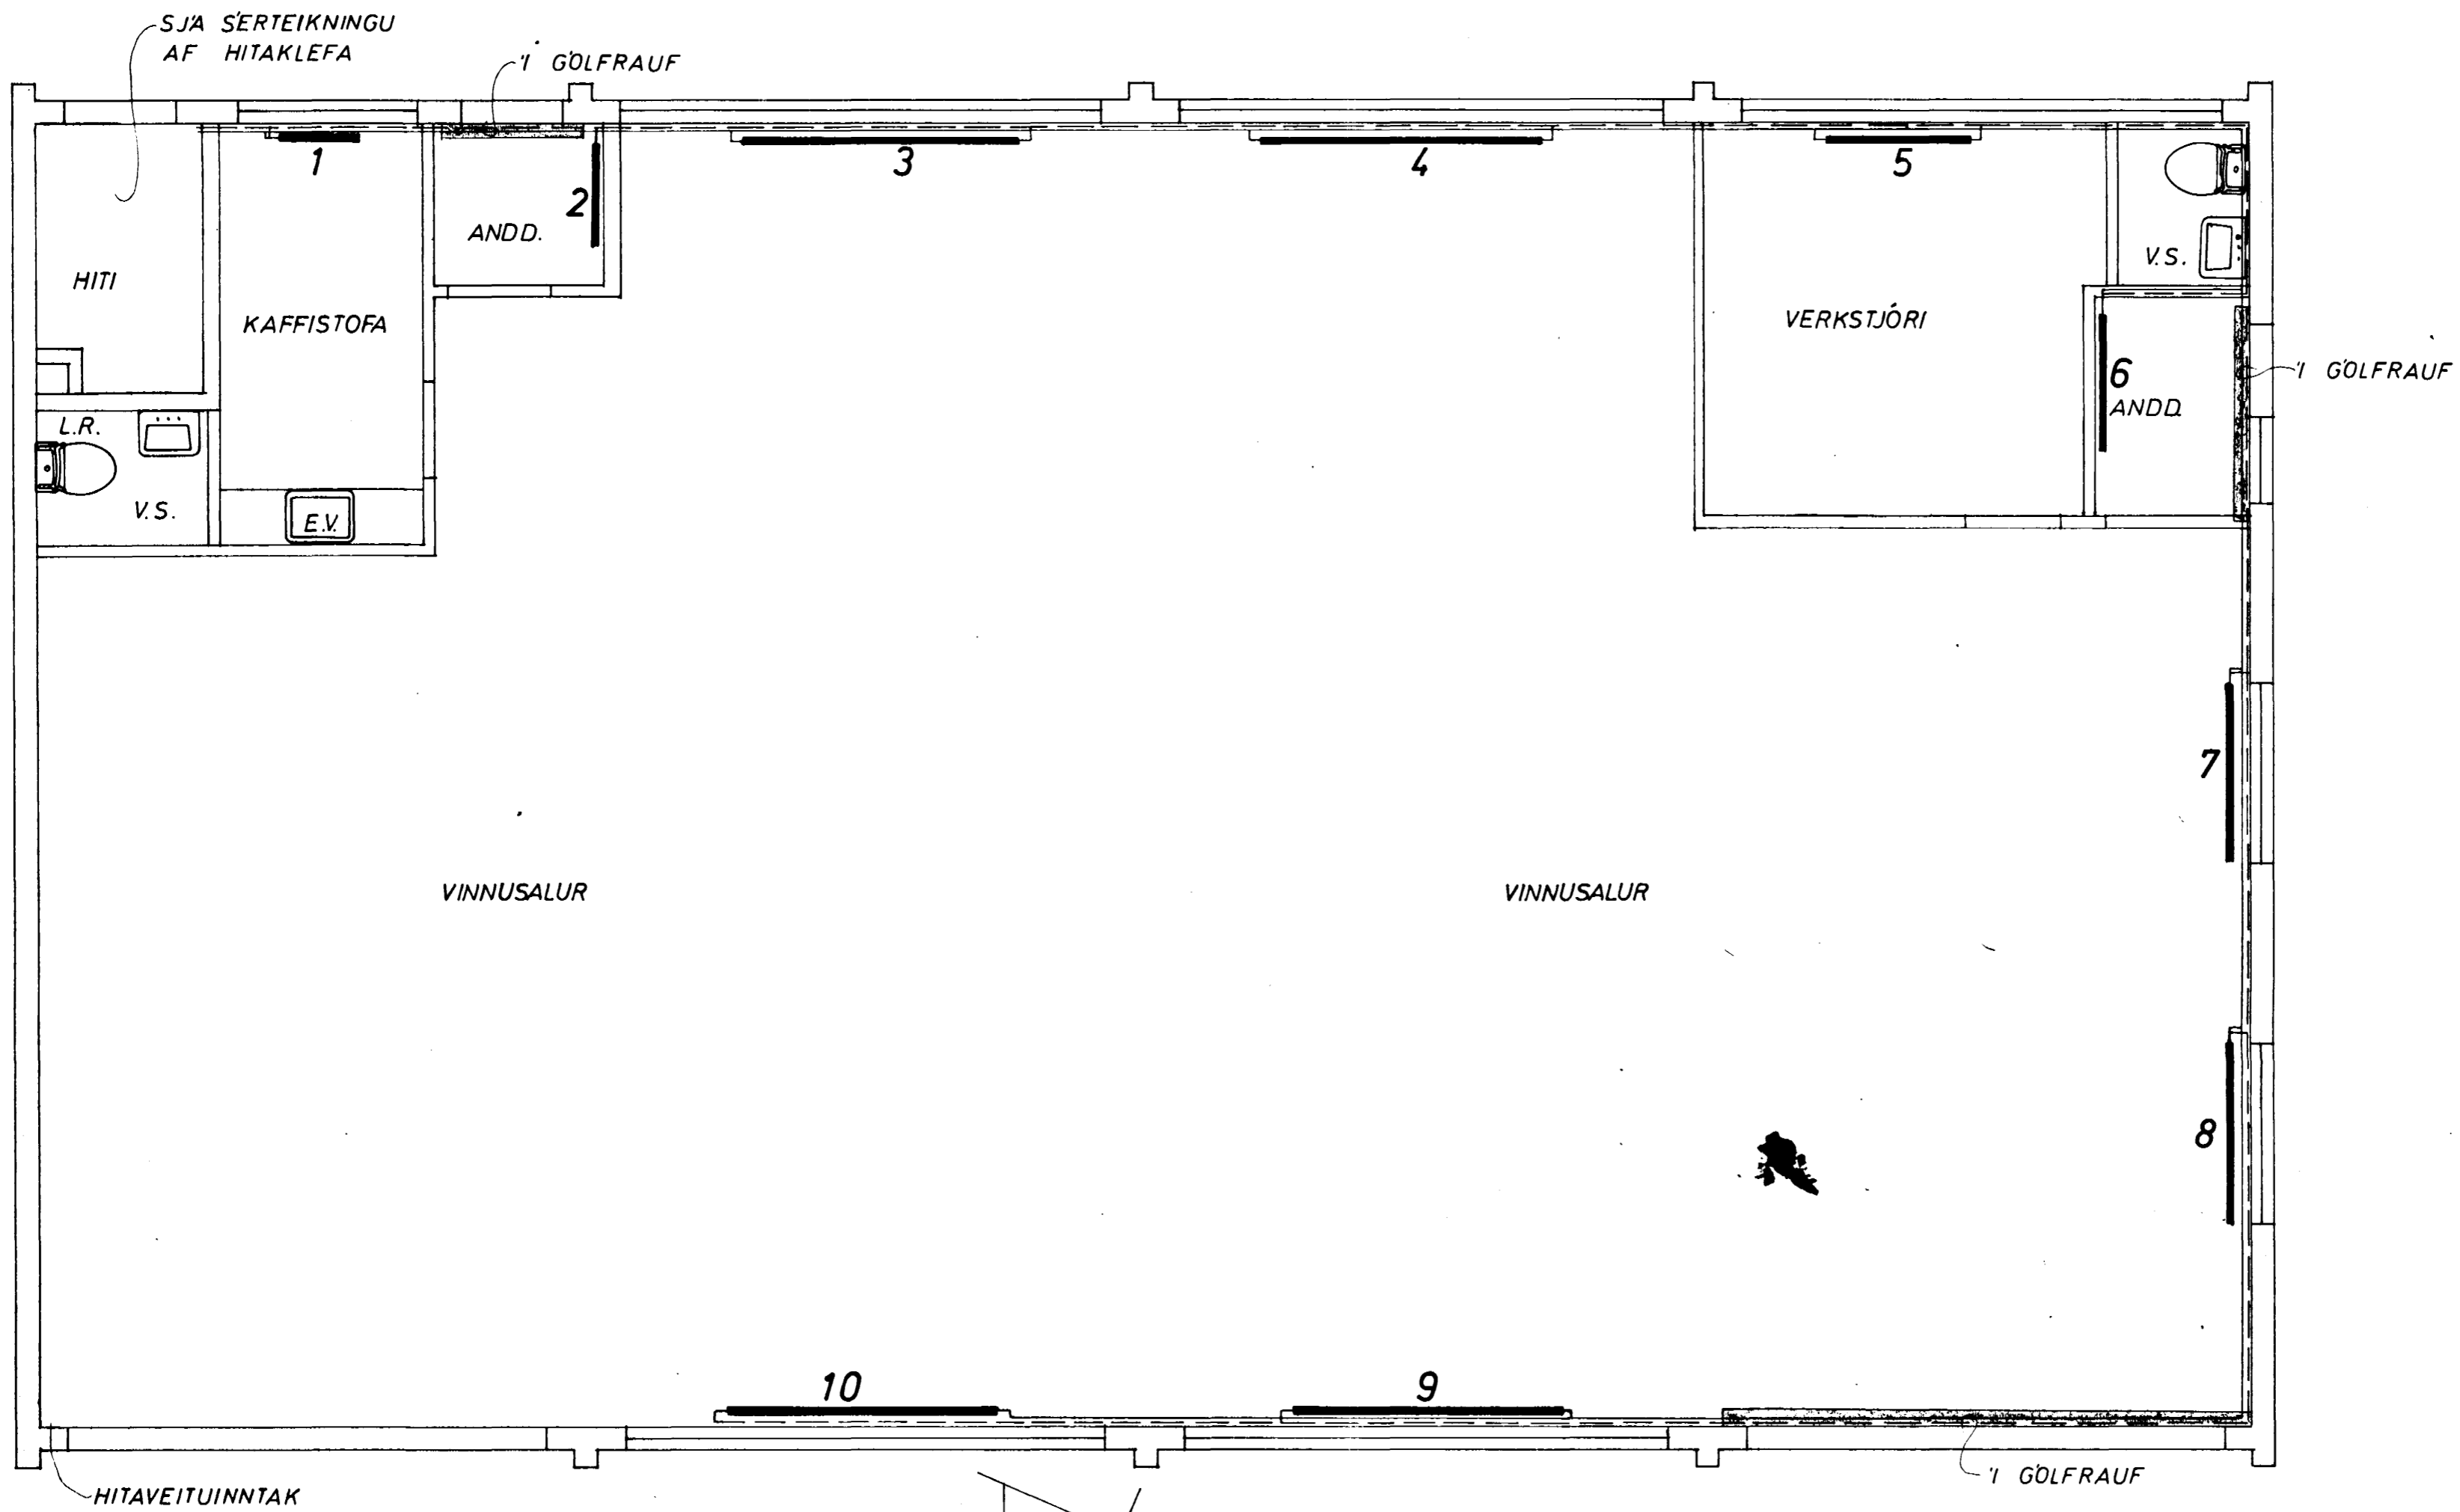 SJÁ SÉRTEIKNINGU
AF HITAKLEFA
Í GÓLFRAUF
1
2
3
4
5
ANDD.
HITI
KAFFISTOFA
V.S.
VERKSTJÓRI
6
ANDD.
Í GÓLFRAUF
L.R.
V.S.
E.V.
7
VINNUSALUR
VINNUSALUR
8
10
9
Í GÓLFRAUF
HITAVEITUINNTAK